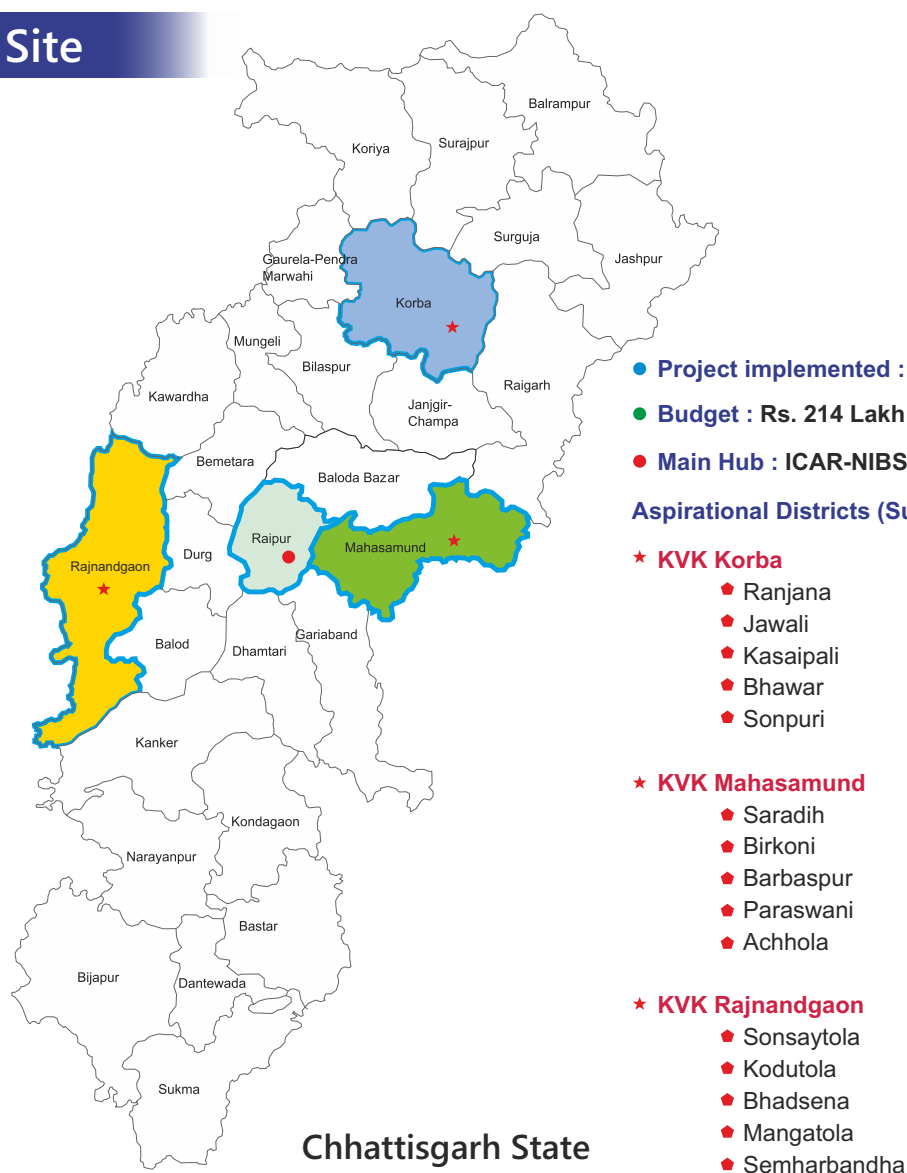 Site
Balrampur
Koriya
Surajpur
Surguja
Jashpur
Gaurela-Pendra
Marwahi
Korba
Mungeli
Bilaspur
Raigarh
Kawardha
Janjgir-
Champa
Bemetara
Baloda Bazar
Raipur
Mahasamund
Durg
Rajnandgaon
Balod
Dhamtari
Gariaband
Kanker
Kondagaon
Narayanpur
Bastar
Bijapur
Dantewada
Sukma
Chhattisgarh State
Project implemented :
Budget : Rs. 214 Lakh
Main Hub : ICAR-NIBS
Aspirational Districts (Su
KVK Korba
Ranjana
Jawali
Kasaipali
Bhawar
Sonpuri
KVK Mahasamund
Saradih
Birkoni
Barbaspur
Paraswani
Achhola
KVK Rajnandgaon
Sonsaytola
Kodutola
Bhadsena
Mangatola
Semharbandha